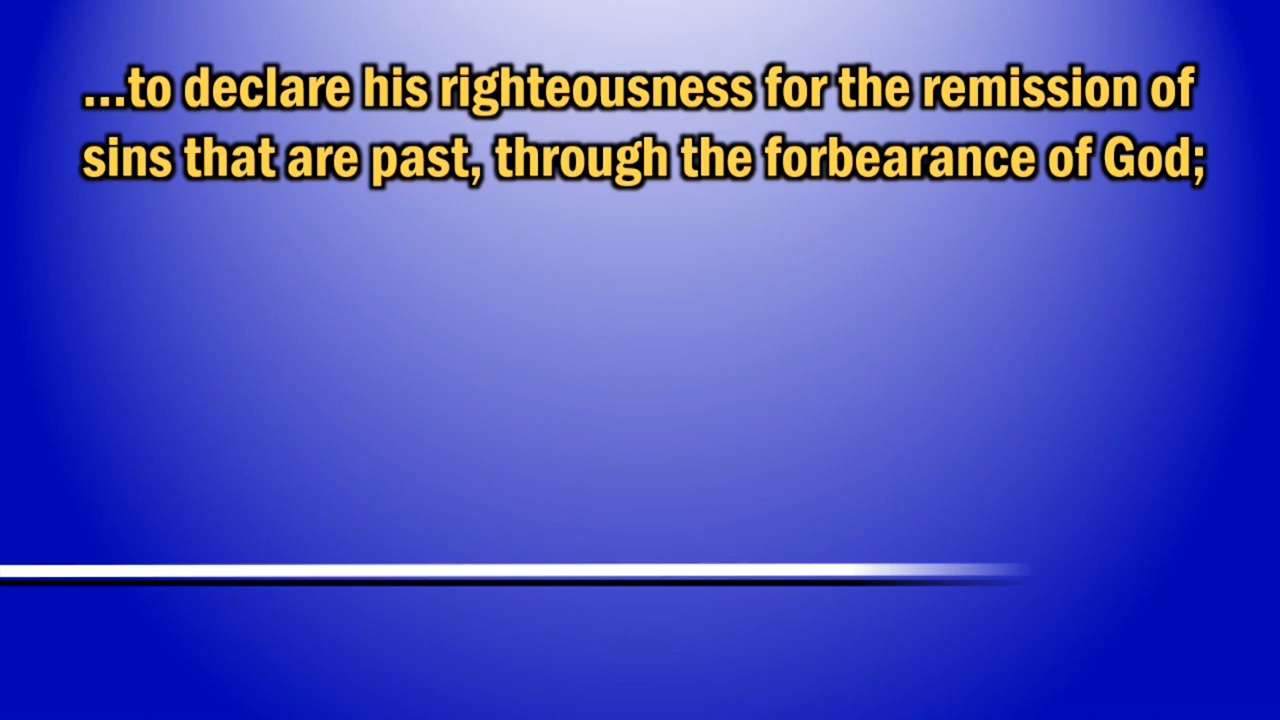 ...to declare his righteousness for the remission of
sins that are past, through the forbearance of God;